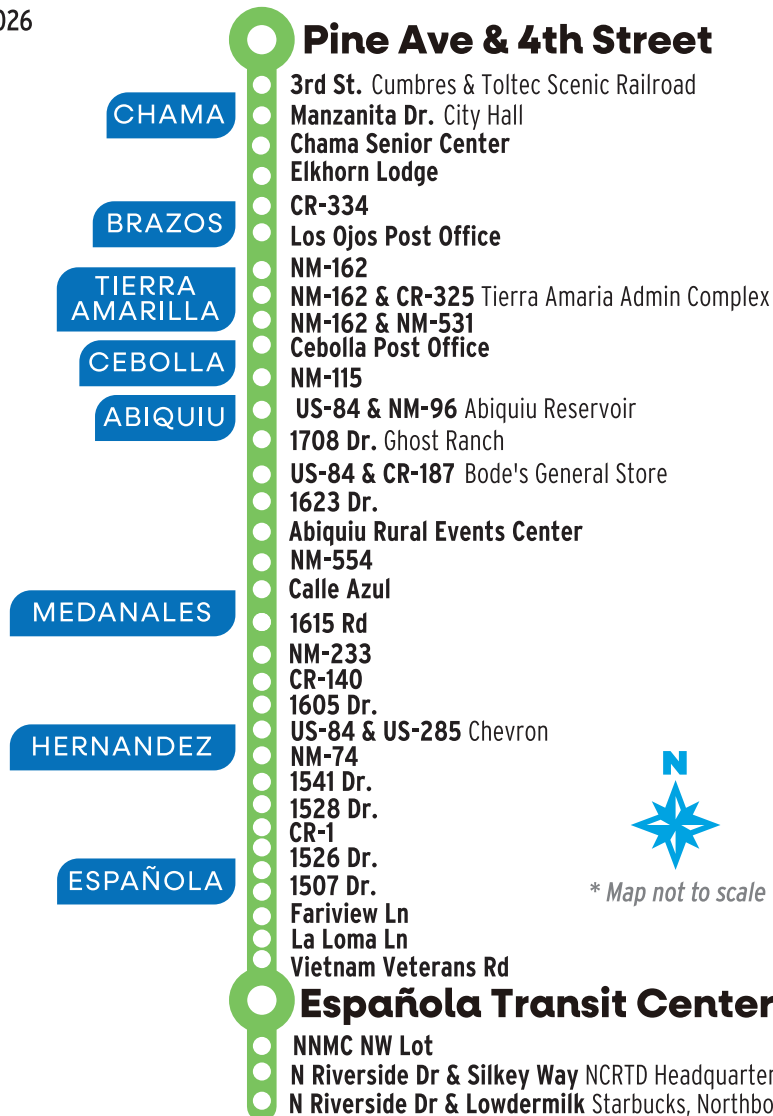 026
Pine Ave & 4th Street
3rd St. Cumbres & Toltec Scenic Railroad
CHAMA
Manzanita Dr. City Hall
Chama Senior Center
Elkhorn Lodge
CR-334
BRAZOS
Los Ojos Post Office
NM-162
TIERRA
AMARILLA
NM-162 & CR-325 Tierra Amaria Admin Complex
NM-162 & NM-531
Cebolla Post Office
CEBOLLA
NM-115
ABIQUIU
US-84 & NM-96 Abiquiu Reservoir
1708 Dr. Ghost Ranch
US-84 & CR-187 Bode's General Store
1623 Dr.
Abiquiu Rural Events Center
NM-554
Calle Azul
MEDANALES
1615 Rd
NM-233
CR-140
1605 Dr.
US-84 & US-285 Chevron
HERNANDEZ
NM-74
1541 Dr.
1528 Dr.
CR-1
1526 Dr.
ESPAÑOLA
1507 Dr.
Fariview Ln
La Loma Ln
Vietnam Veterans Rd
N
* Map not to scale
Española Transit Center
NNMC NW Lot
N Riverside Dr & Silkey Way NCRTD Headquarter
N Riverside Dr & Lowdermilk Starbucks, Northbo